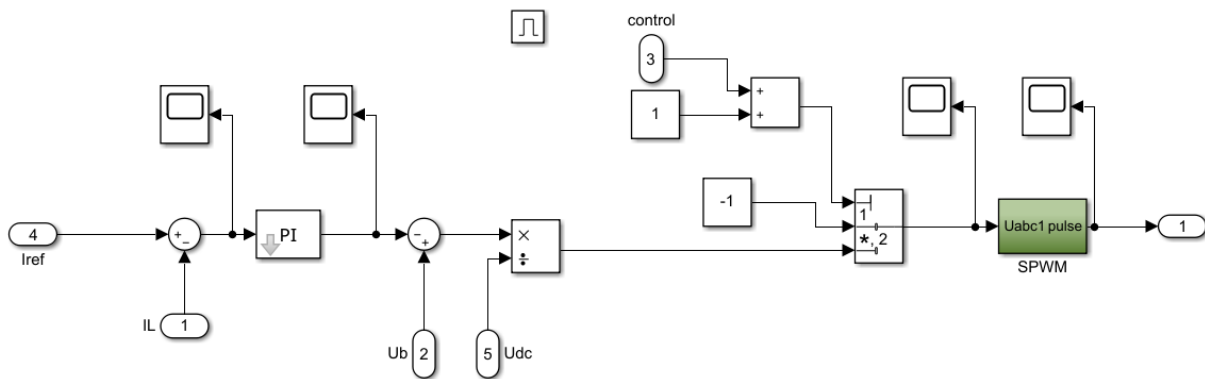 control
3
+
+
1
-1
1
*, 2
4
Iref
+
−
PI
−
+
×
÷
Uabc1 pulse
SPWM
1
IL
1
Ub
2
5
Udc